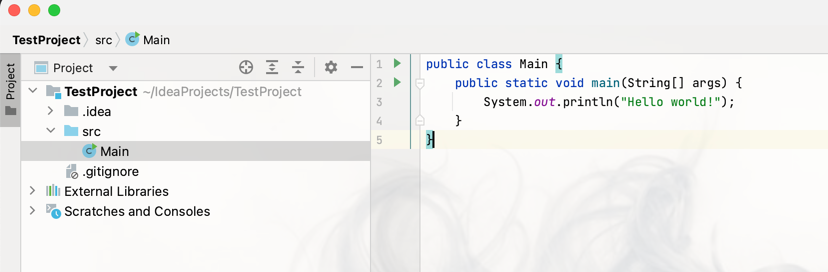 TestProject 〉 src 〉 Main
Project
Project
TestProject ~/IdeaProjects/TestProject
.idea
src
Main
.gitignore
External Libraries
Scratches and Consoles
1 public class Main {
2 public static void main(String[] args) {
3 System.out.println("Hello world!");
4 }
5 }